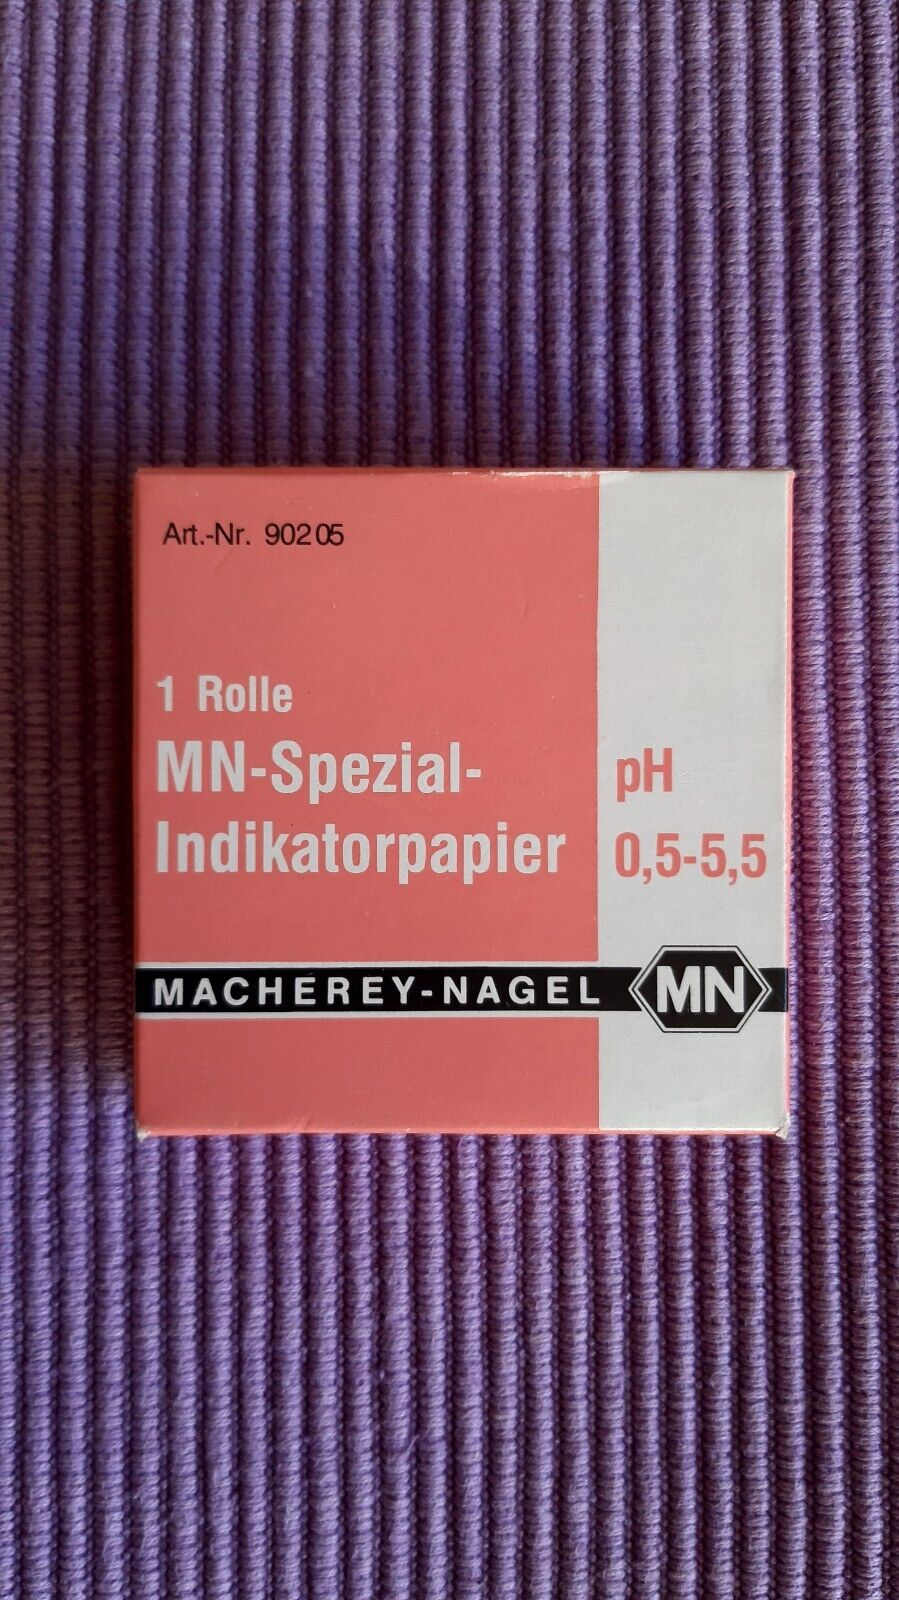 Art.-Nr. 90205
1 Rolle
MN-Spezial-
Indikatorpapier
pH
0,5-5,5
MACHEREY-NAGEL
MN